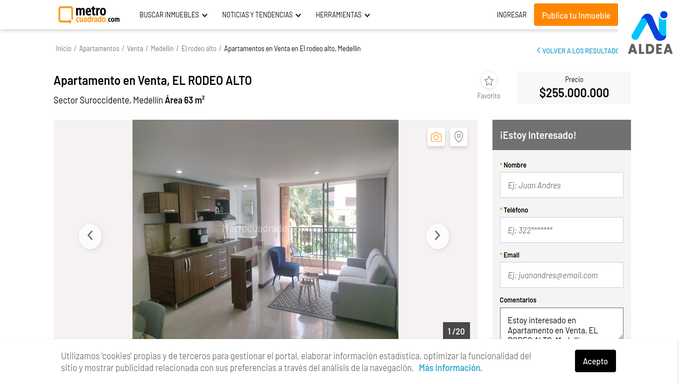 metro
cuadrado.com
BUSCAR INMUEBLES
NOTICIAS Y TENDENCIAS
HERRAMIENTAS
INGRESAR
Publica tu Inmueble
ALDEA
Inicio / Apartamentos / Venta / Medellín / El rodeo alto / Apartamentos en Venta en El rodeo alto, Medellín
VOLVER A LOS RESULTADO
Apartamento en Venta, EL RODEO ALTO
Sector Suroccidente, Medellín Área 63 m²
Favorito
Precio
$255.000.000
metrocuadrado
1 / 20
¡Estoy Interesado!
* Nombre
Ej: Juan Andres
* Teléfono
Ej: 322*******
* Email
Ej: juanandres@email.com
Comentarios
Estoy interesado en
Apartamento en Venta, EL
RODEO ALTO, Medellín
Utilizamos 'cookies' propias y de terceros para gestionar el portal, elaborar información estadística, optimizar la funcionalidad del
sitio y mostrar publicidad relacionada con sus preferencias a través del análisis de la navegación. Más Información.
Acepto